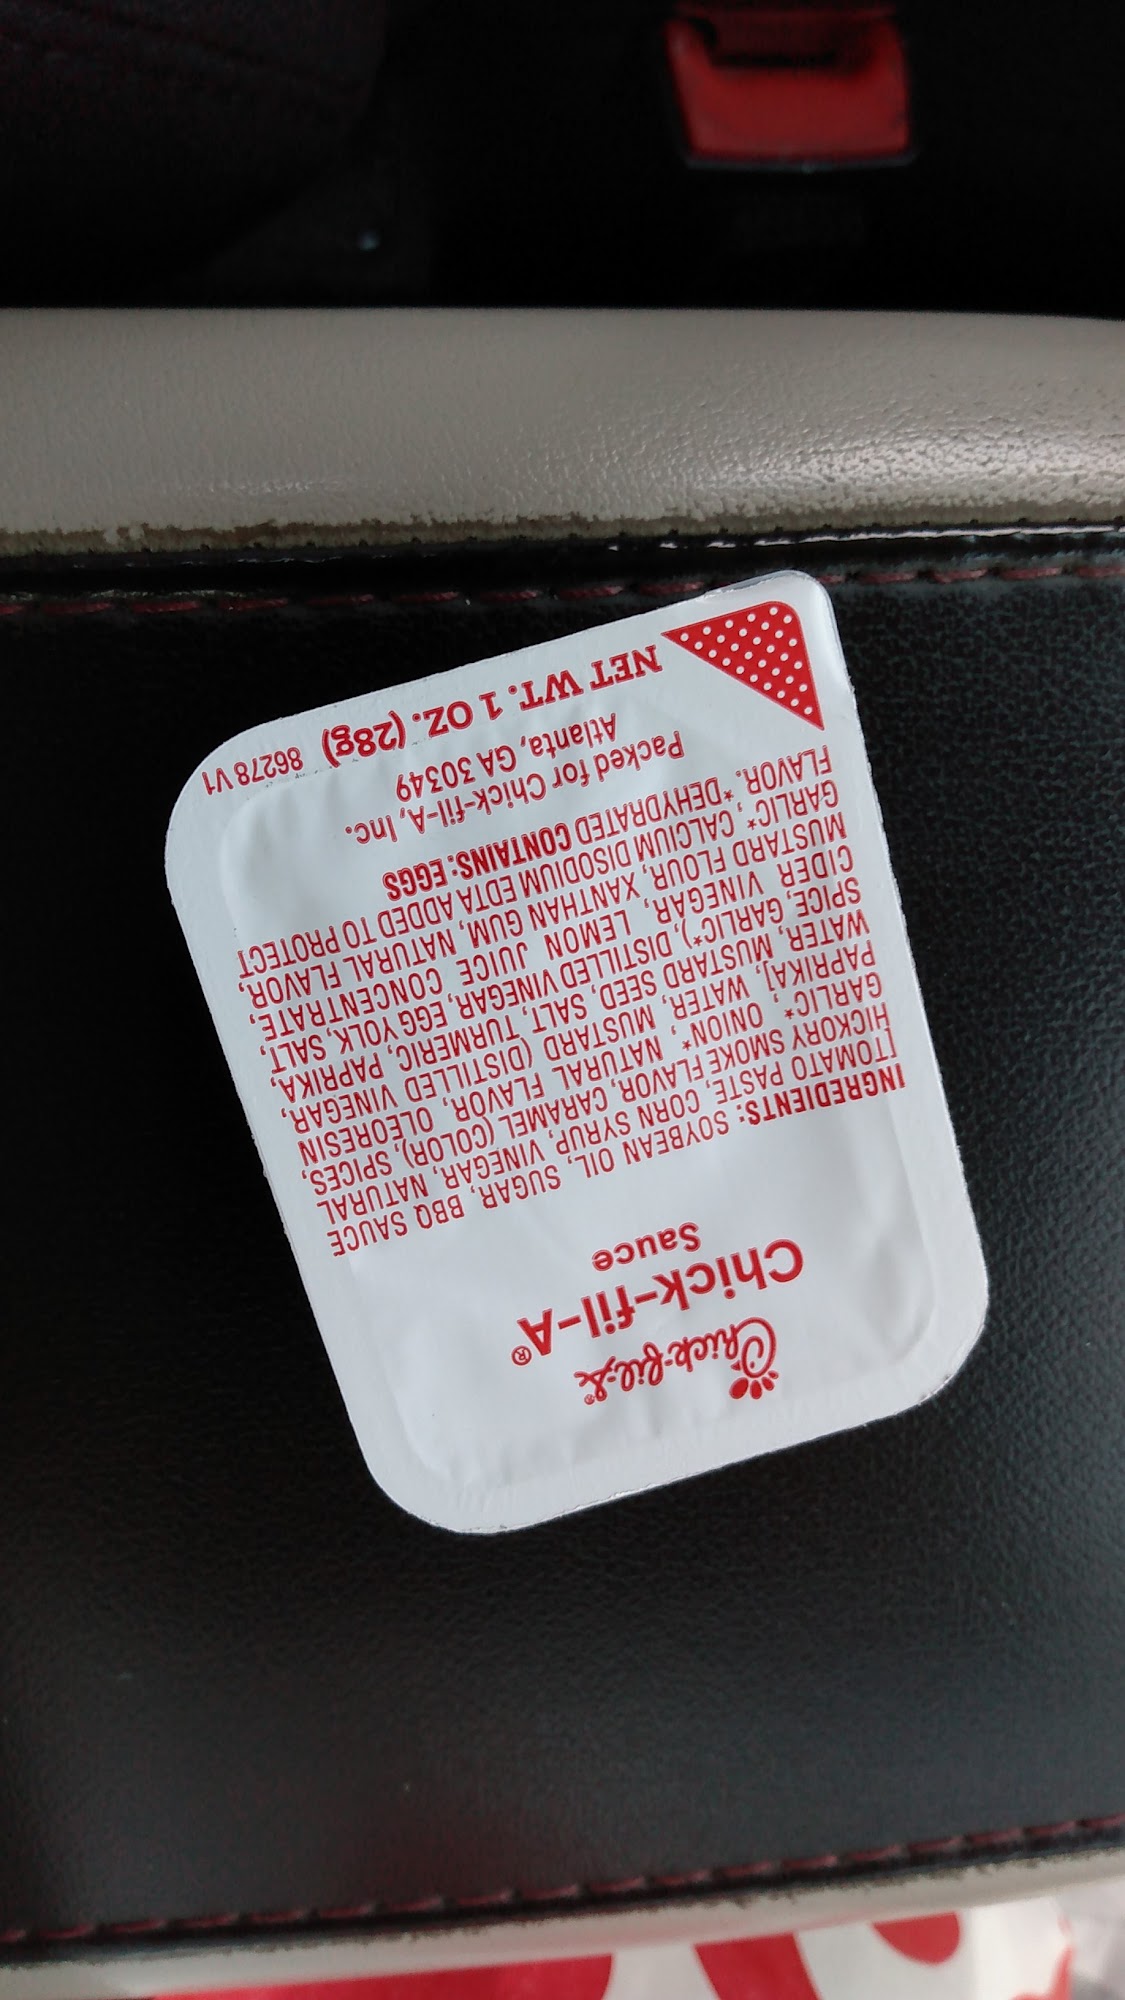 Chick-fil-A®
Chick-fil-A®
Sauce
INGREDIENTS: SOYBEAN OIL, SUGAR, BBQ SAUCE
[TOMATO PASTE, CORN SYRUP, VINEGAR, NATURAL
HICKORY SMOKE FLAVOR, CARAMEL (COLOR), SPICES,
GARLIC*, ONION*, NATURAL FLAVOR, OLEORESIN
PAPRIKA], WATER, MUSTARD (DISTILLED VINEGAR,
WATER, MUSTARD SEED, SALT, TURMERIC, PAPRIKA,
SPICE, GARLIC*), DISTILLED VINEGAR, EGG YOLK, SALT,
CIDER VINEGAR, LEMON JUICE CONCENTRATE,
MUSTARD FLOUR, XANTHAN GUM, NATURAL FLAVOR,
GARLIC*, CALCIUM DISODIUM EDTA ADDED TO PROTECT
FLAVOR. *DEHYDRATED CONTAINS: EGGS
Packed for Chick-fil-A, Inc.
Atlanta, GA 30349
NET WT. 1 OZ. (28g) 86278 V1